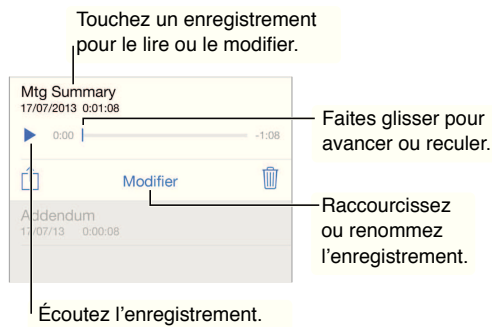 Touchez un enregistrement
pour le lire ou le modifier.
Mtg Summary
17/07/2013 0:01:08
0:00
-1:08
Faites glisser pour
avancer ou reculer.
Modifier
Raccourcissez
ou renommez
l’enregistrement.
Addendum
17/07/13 0:00:08
Écoutez l’enregistrement.